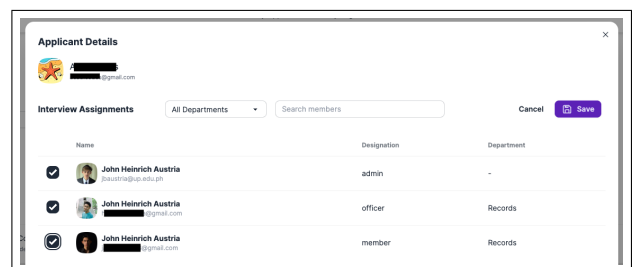 Applicant Details
@gmail.com
Interview Assignments All Departments Search members Cancel Save
Name Designation Department
John Heinrich Austria
jbaustria@up.edu.ph admin -
John Heinrich Austria
@gmail.com officer Records
John Heinrich Austria
@gmail.com member Records